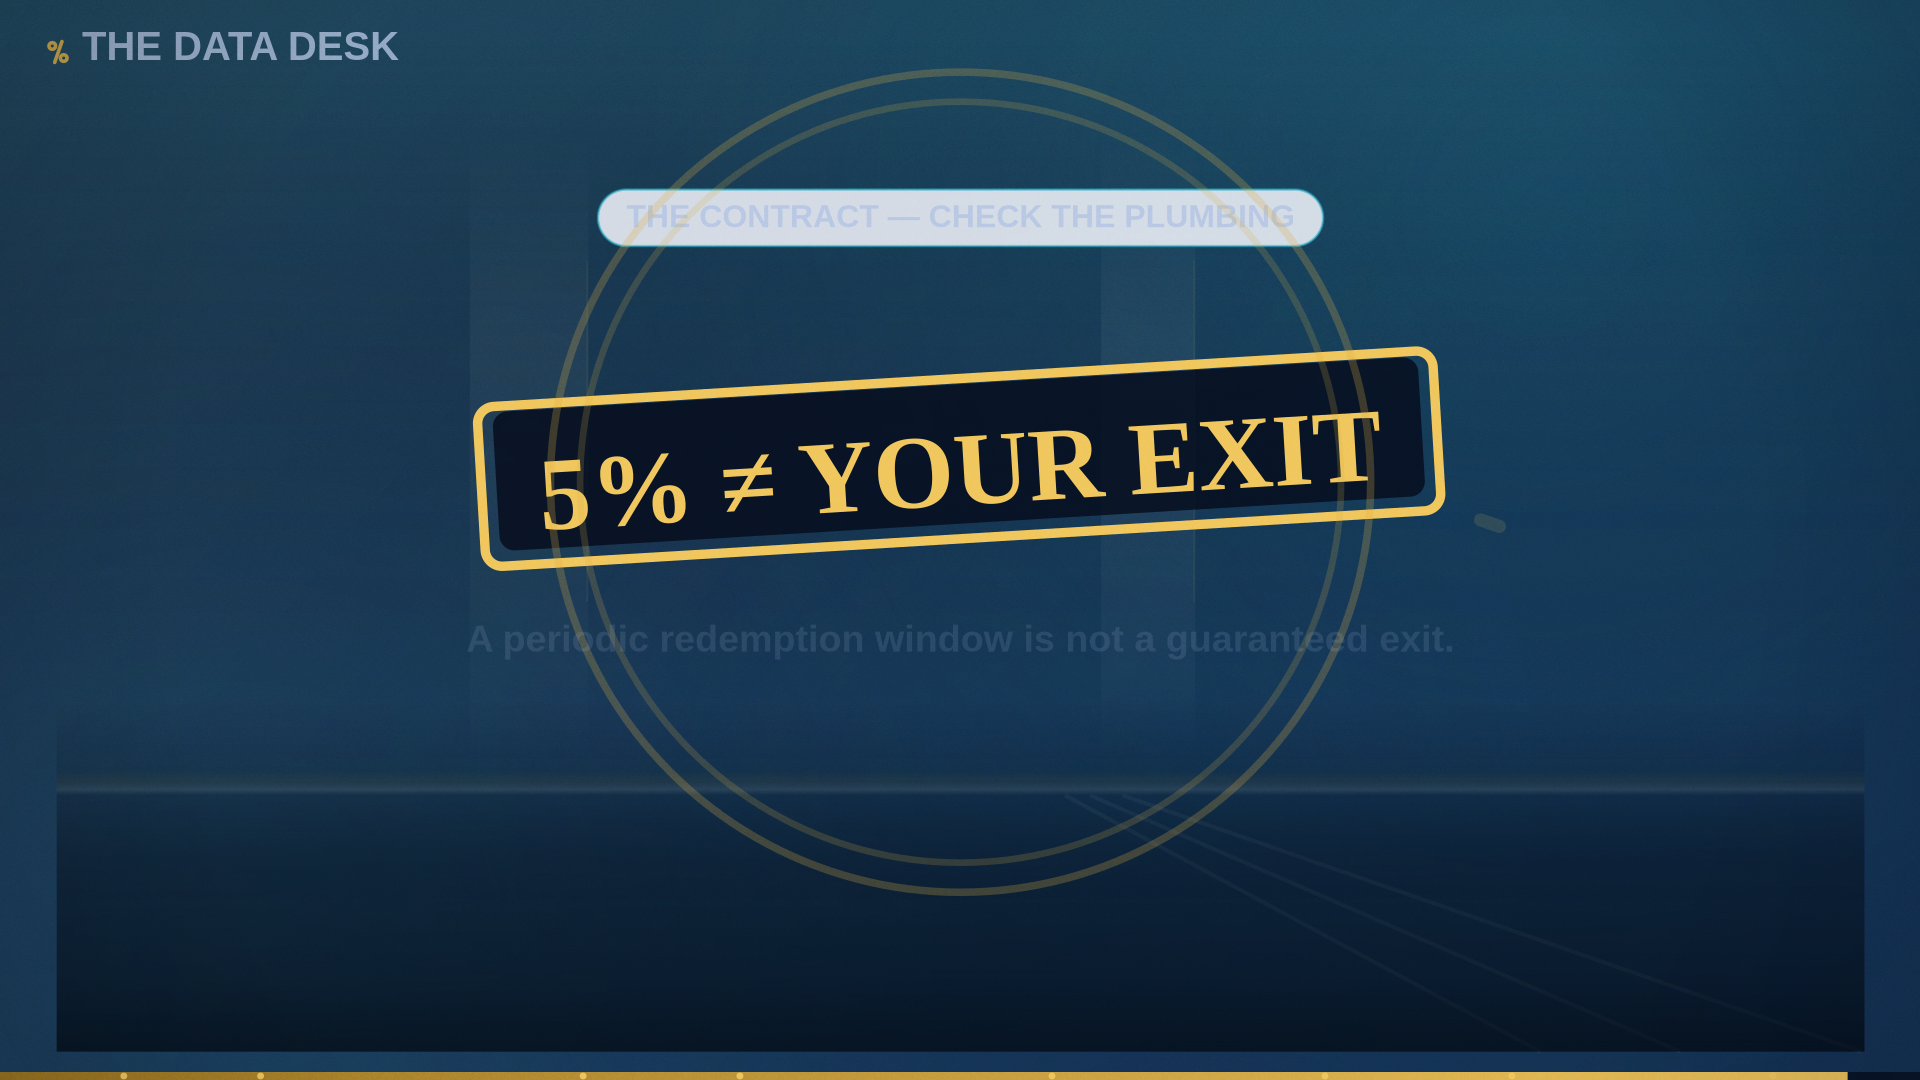 % THE DATA DESK
THE CONTRACT — CHECK THE PLUMBING
5% ≠ YOUR EXIT
A periodic redemption window is not a guaranteed exit.